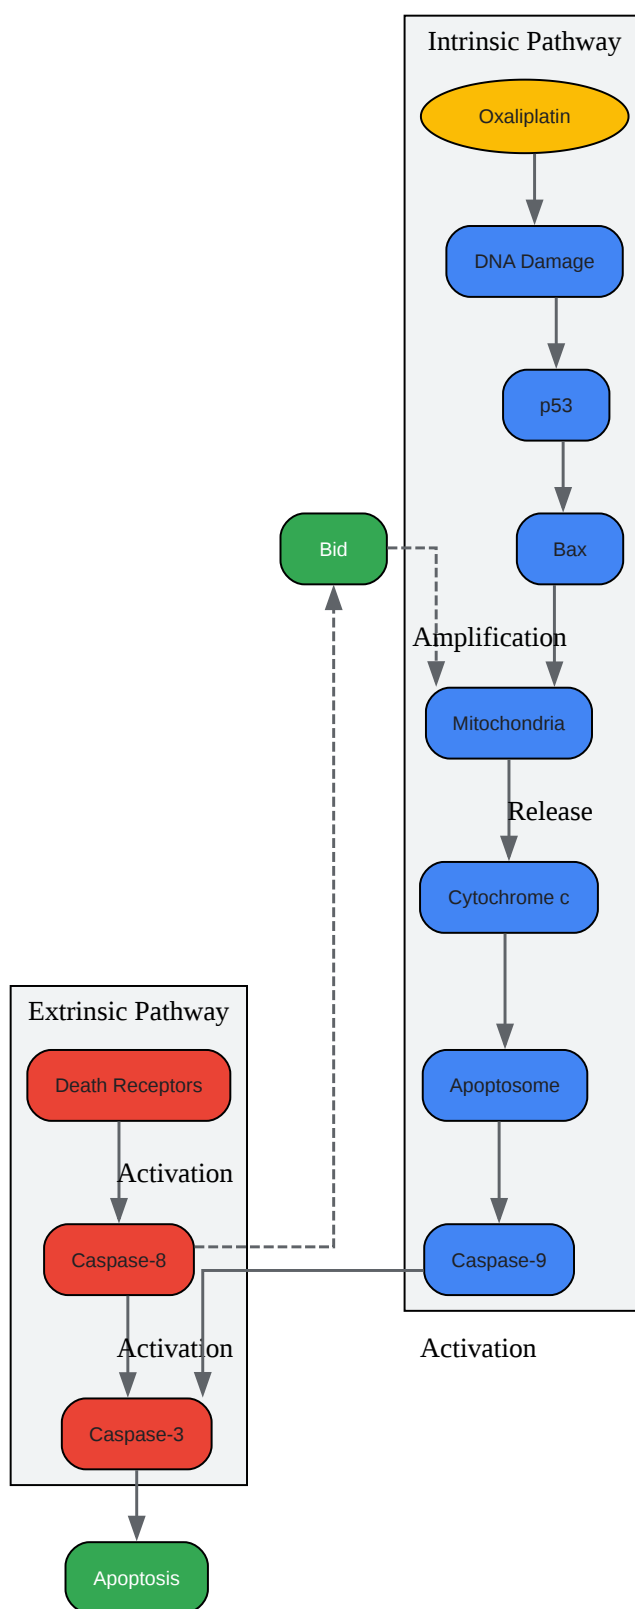 Intrinsic Pathway
Oxaliplatin
DNA Damage
p53
Bid
Bax
Amplification
Mitochondria
Release
Cytochrome c
Extrinsic Pathway
Death Receptors
Apoptosome
Activation
Caspase-8
Caspase-9
Activation
Activation
Caspase-3
Apoptosis